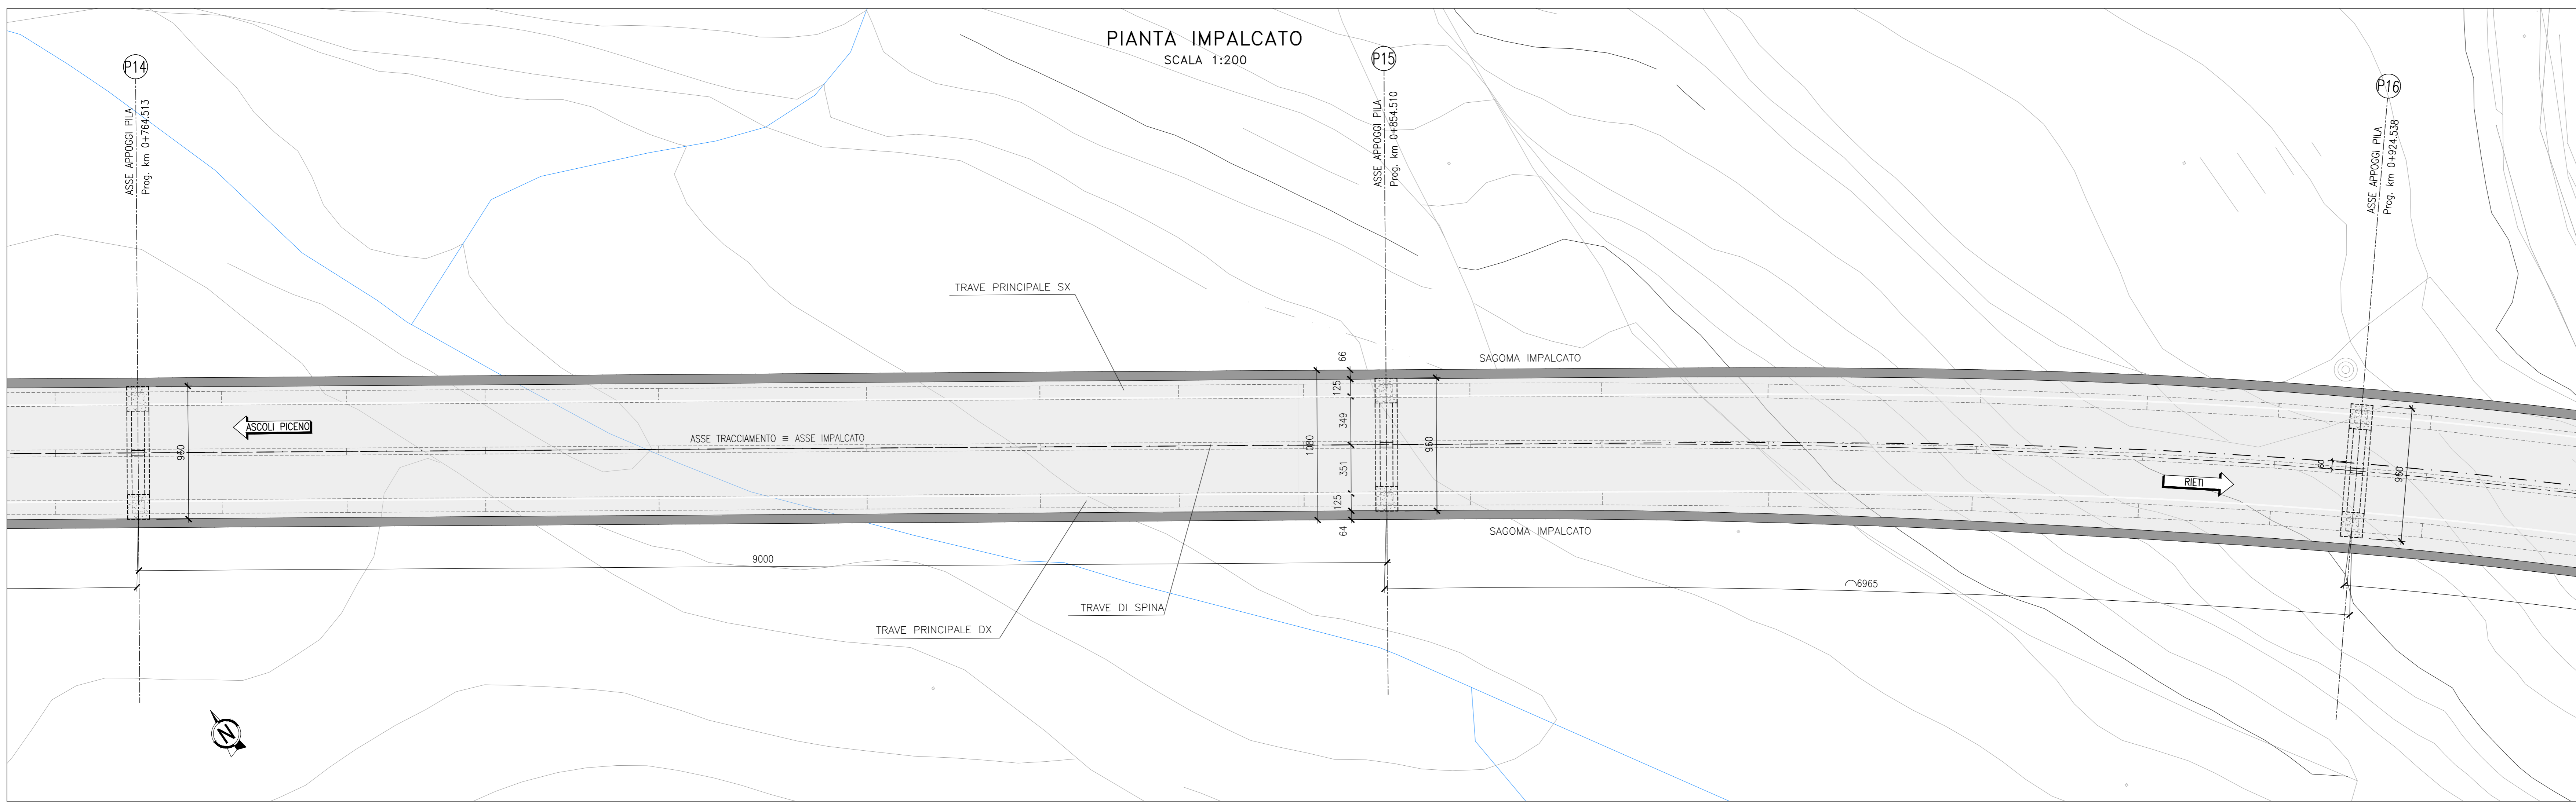 PIANTA IMPALCATO
SCALA 1:200
P14
ASSE APPOGGI PILA
Prog. km 0+764.513
P15
ASSE APPOGGI PILA
Prog. km 0+854.510
P16
ASSE APPOGGI PILA
Prog. km 0+924.538
TRAVE PRINCIPALE SX
SAGOMA IMPALCATO
66
125
349
1080
351
125
64
960
960
960
60
ASCOLI PICENO
ASSE TRACCIAMENTO ≡ ASSE IMPALCATO
RIETI
SAGOMA IMPALCATO
9000
6965
TRAVE DI SPINA
TRAVE PRINCIPALE DX
N